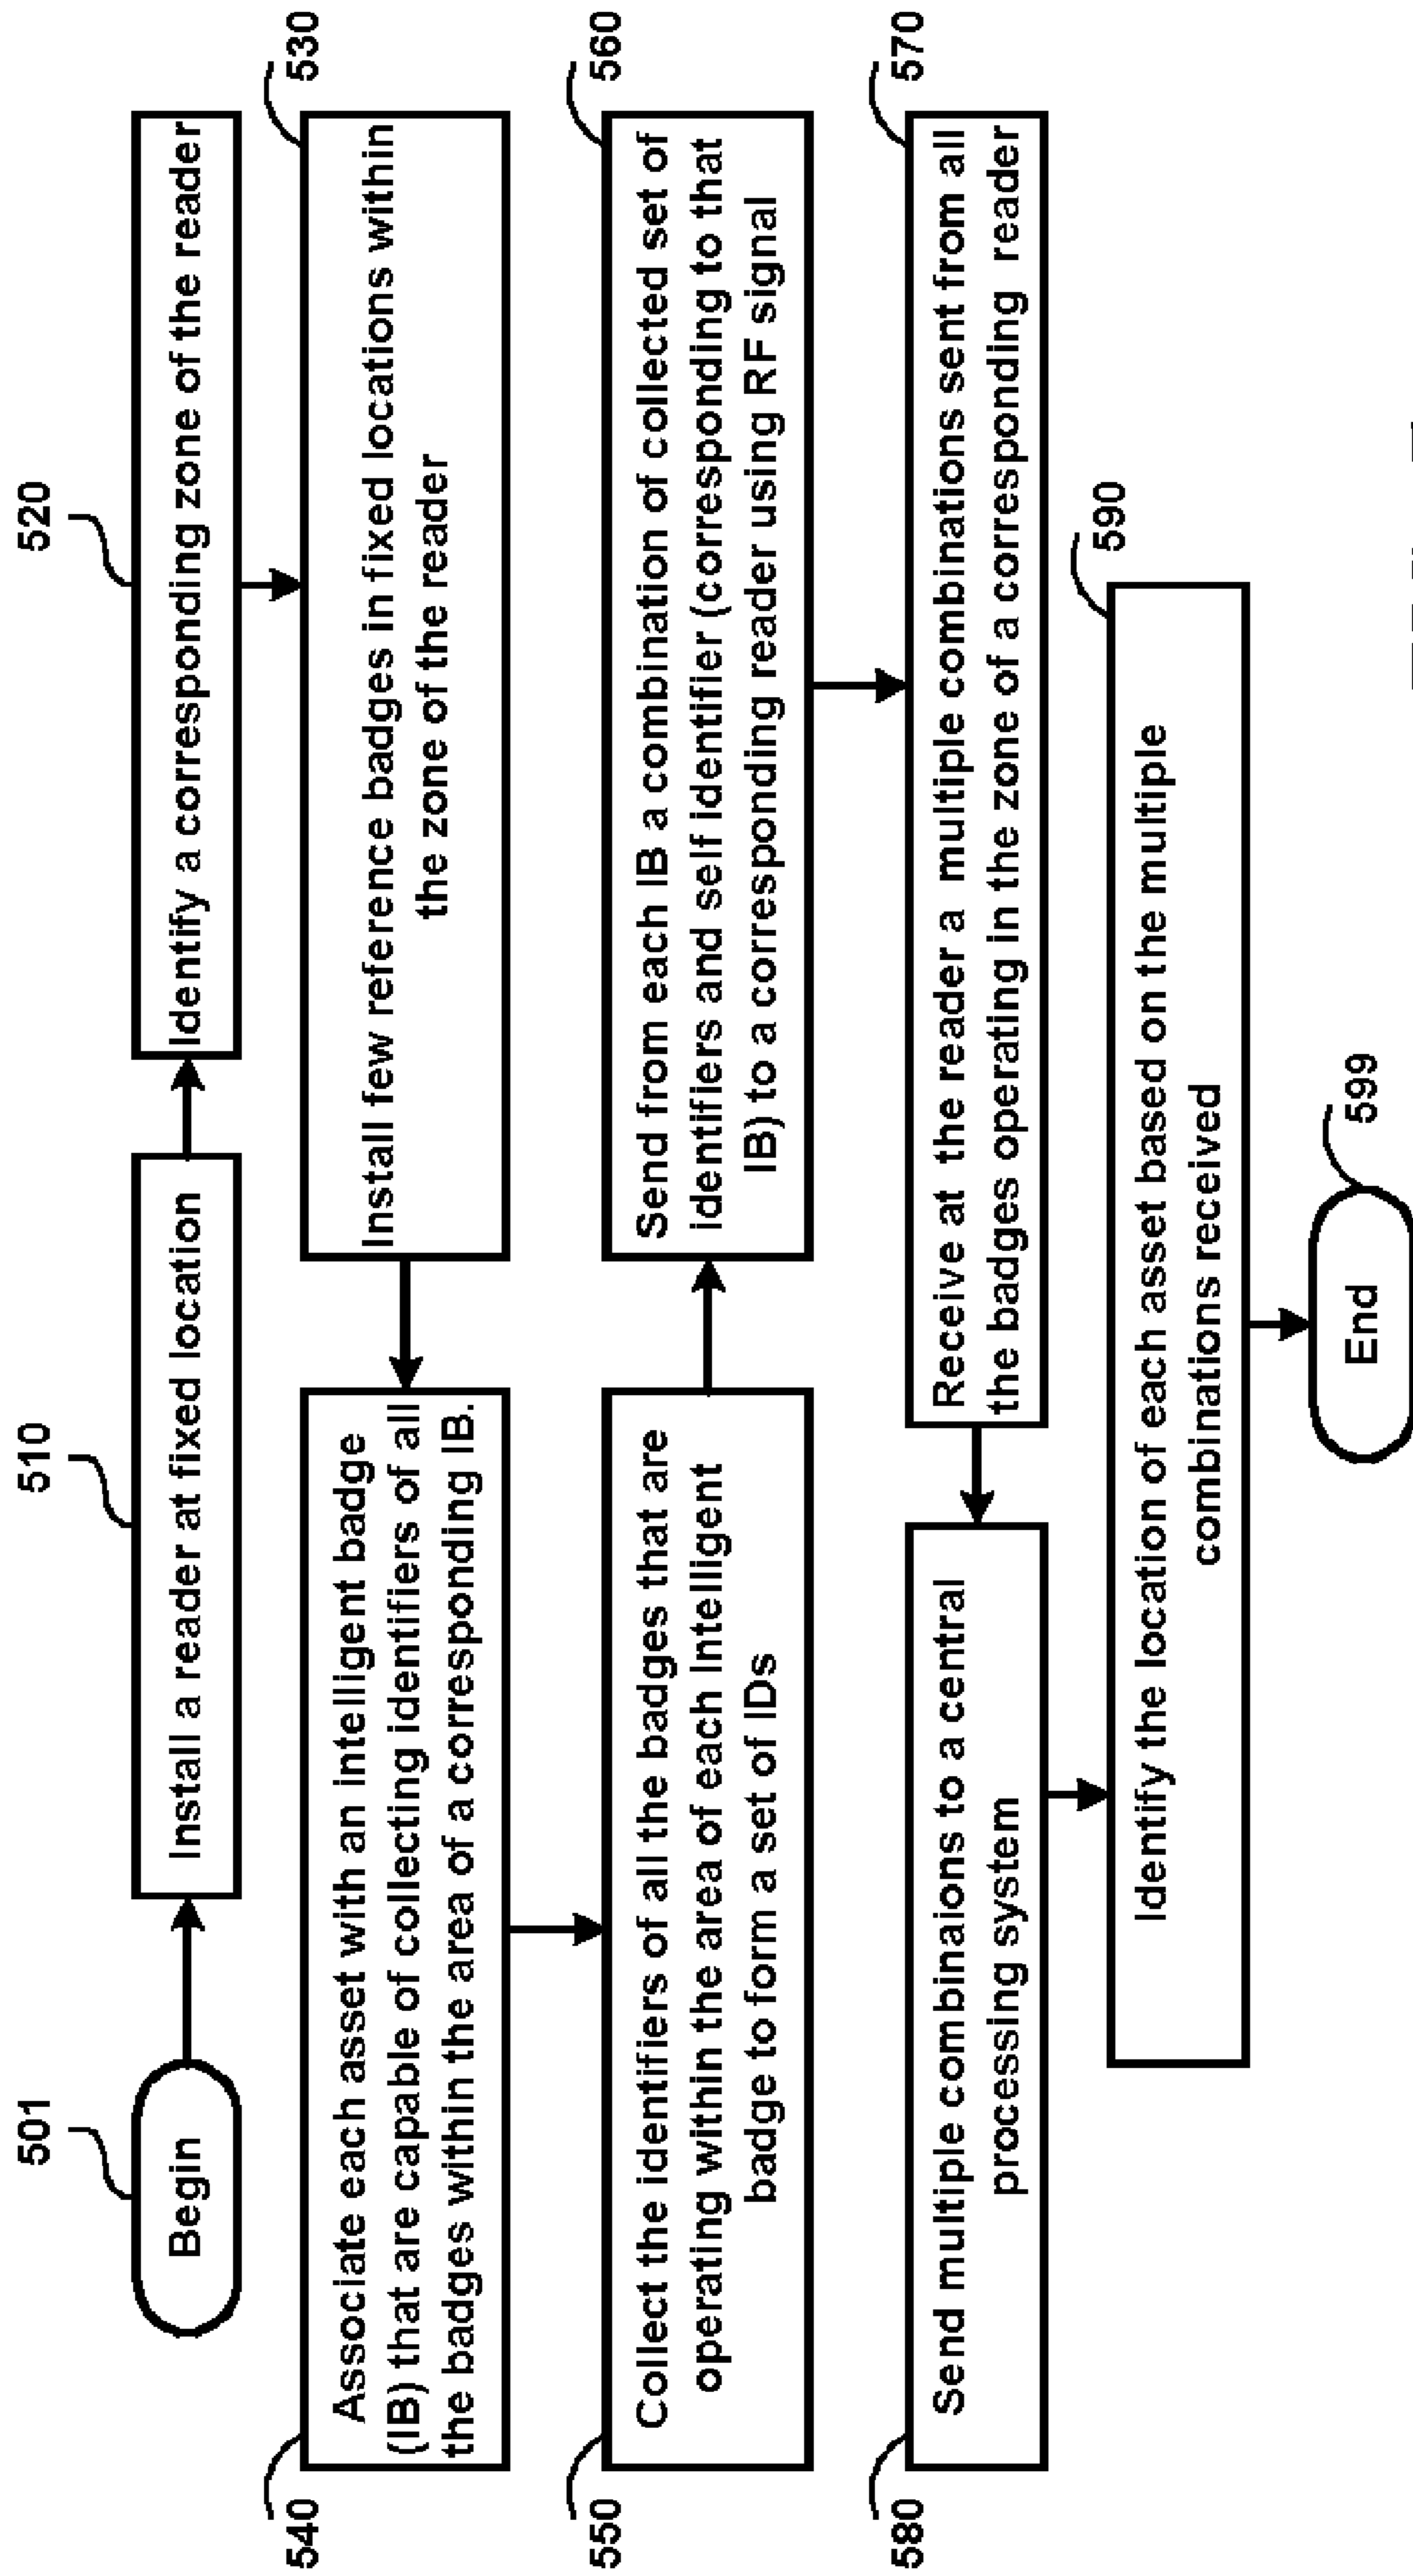 501
Begin
510
Install a reader at fixed location
520
Identify a corresponding zone of the reader
530
Install few reference badges in fixed locations within
the zone of the reader
540
Associate each asset with an intelligent badge
(IB) that are capable of collecting identifiers of all
the badges within the area of a corresponding IB.
550
Collect the identifiers of all the badges that are
operating within the area of each Intelligent
badge to form a set of IDs
560
Send from each IB a combination of collected set of
identifiers and self identifier (corresponding to that
IB) to a corresponding reader using RF signal
570
Receive at the reader a multiple combinations sent from all
the badges operating in the zone of a corresponding reader
580
Send multiple combinaions to a central
processing system
590
Identify the location of each asset based on the multiple
combinations received
599
End